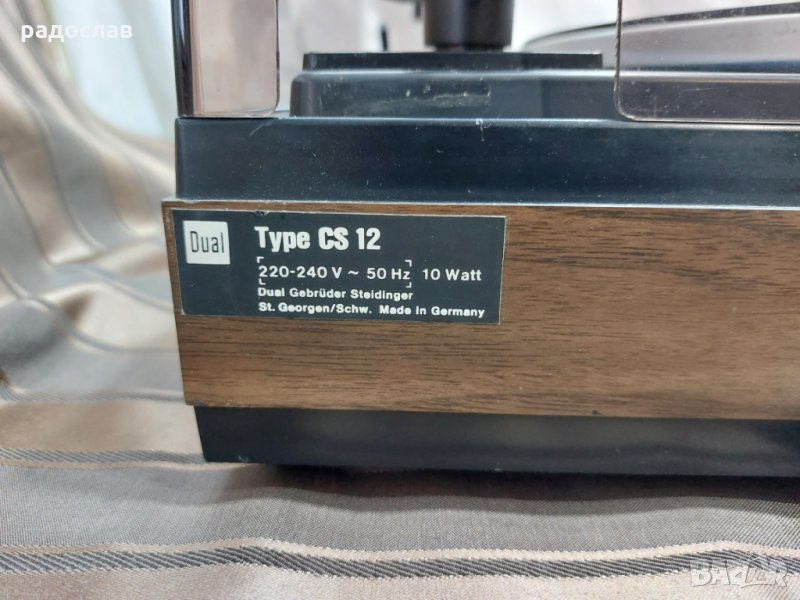 радослав
Dual
Type CS 12
220-240 V ~ 50 Hz 10 Watt
Dual Gebrüder Steidinger
St. Georgen/Schw. Made in Germany
BAZAR